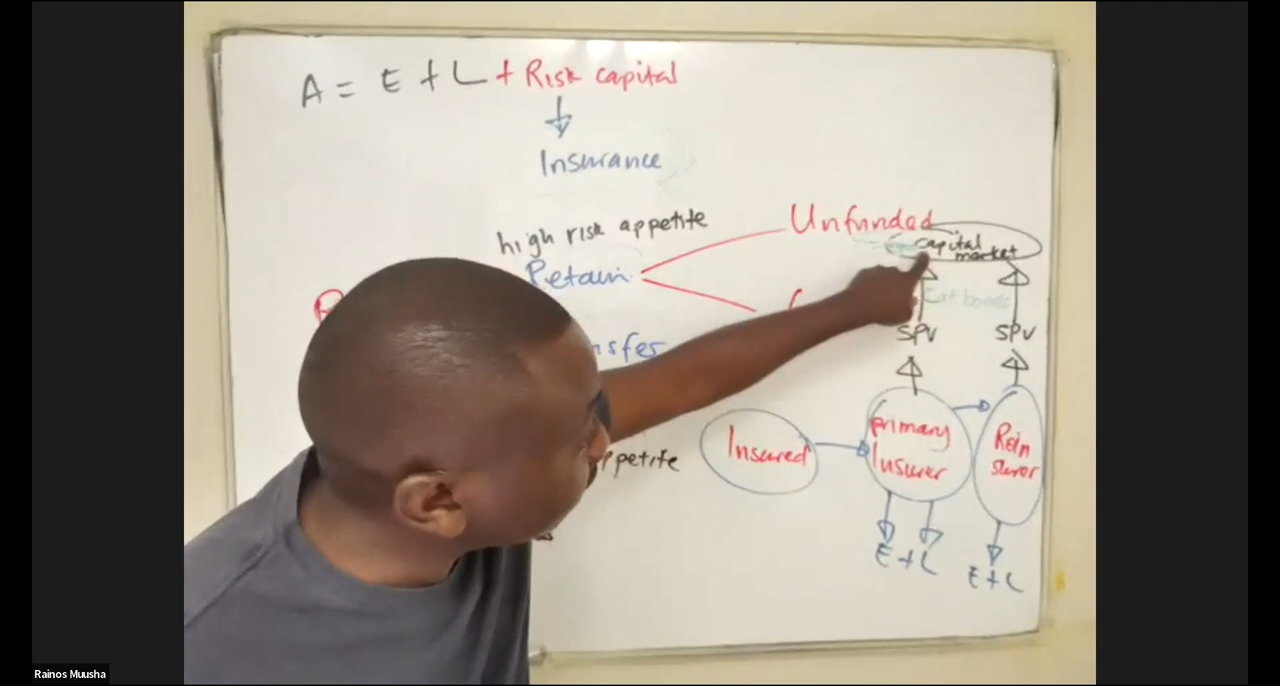 A = E + L + Risk capital
Insurance
high risk appetite
Unfunded
capital
market
Retain
Cat bonds
SPV
SPV
nsfer
Insured
primary
Insurer
Rein
surer
ppetite
E + L
E + L
Rainos Muusha